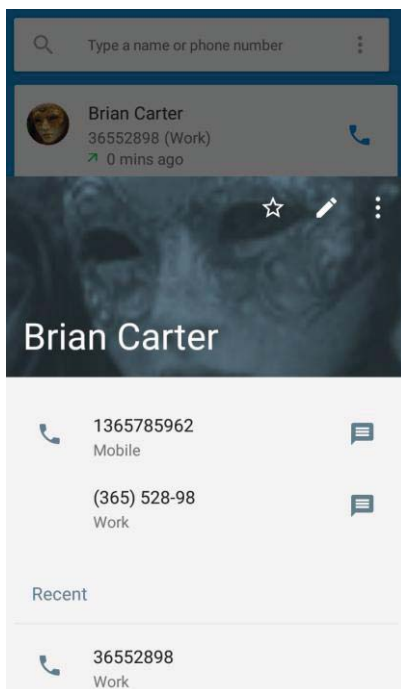 Type a name or phone number
Brian Carter
36552898 (Work)
0 mins ago
Brian Carter
1365785962
Mobile
(365) 528-98
Work
Recent
36552898
Work